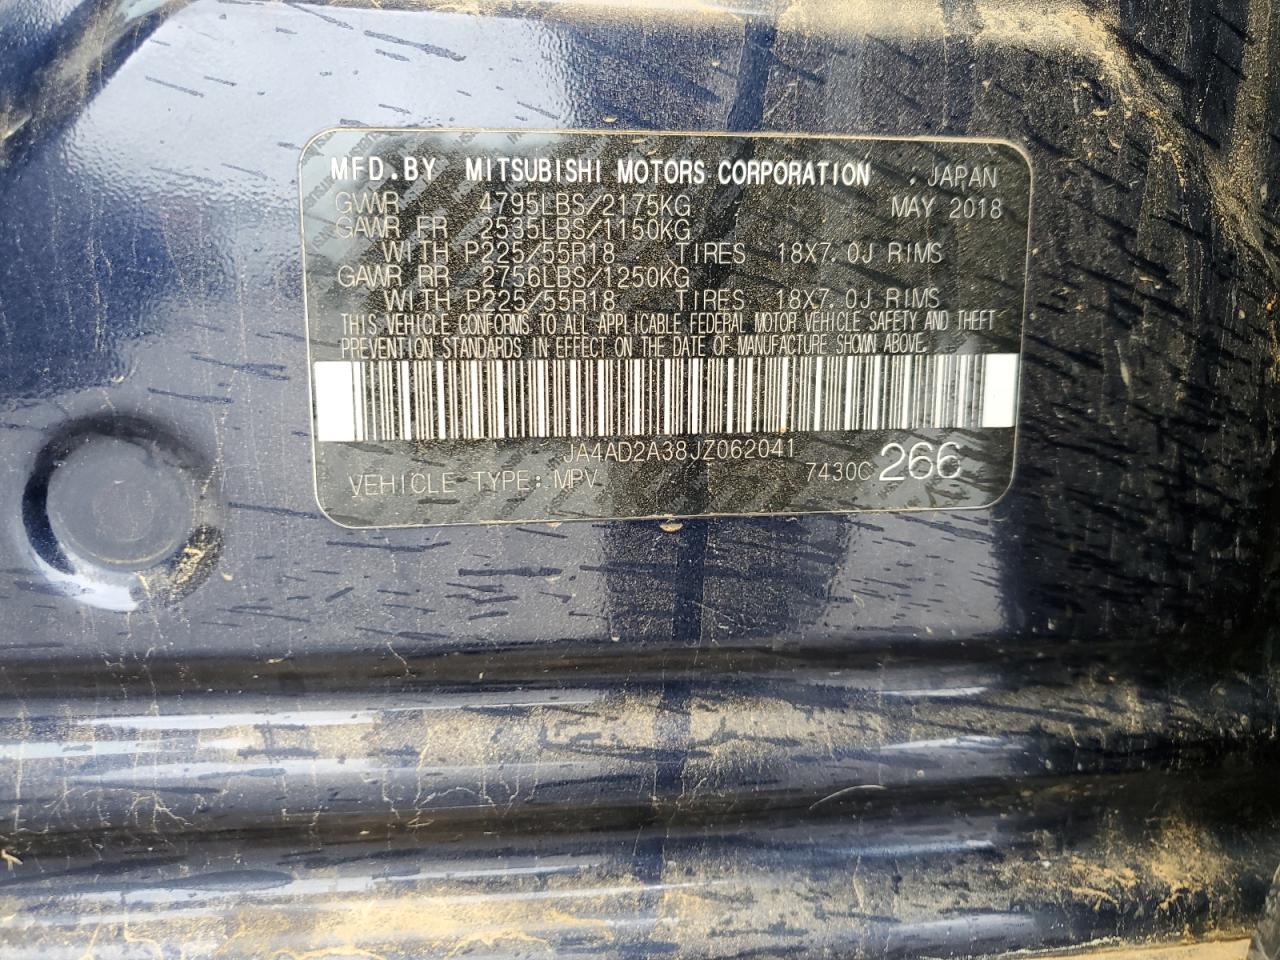 MFD.BY MITSUBISHI MOTORS CORPORATION . JAPAN
GVWR 4795LBS/2175KG MAY 2018
GAWR FR 2535LBS/1150KG
WITH P225/55R18 TIRES 18X7.0J RIMS
GAWR RR 2756LBS/1250KG
WITH P225/55R18 TIRES 18X7.0J RIMS
THIS VEHICLE CONFORMS TO ALL APPLICABLE FEDERAL MOTOR VEHICLE SAFETY AND THEFT
PREVENTION STANDARDS IN EFFECT ON THE DATE OF MANUFACTURE SHOWN ABOVE.
JA4AD2A38JZ062041
VEHICLE TYPE: MPV 7430C 266